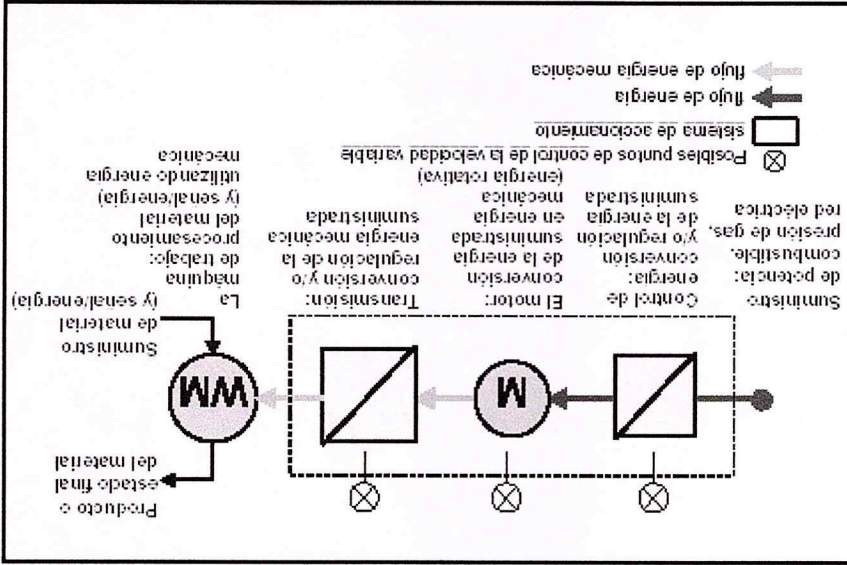 Producto o
estado final
del material
M
WM
Suministro
de material
(y señal/energía)
Suministro
de potencia:
combustible,
presión de gas,
red eléctrica
Control de
energía:
conversión
y/o regulación
de la energía
suministrada
El motor:
conversión
de la energía
suministrada
en energía
mecánica
(energía rotativa)
Transmisión:
conversión y/o
regulación de la
energía mecánica
suministrada
La
máquina
de trabajo:
procesamiento
del material
(y señal/energía)
utilizando energía
mecánica
Posibles puntos de control de la velocidad variable
sistema de accionamiento
flujo de energía
flujo de energía mecánica